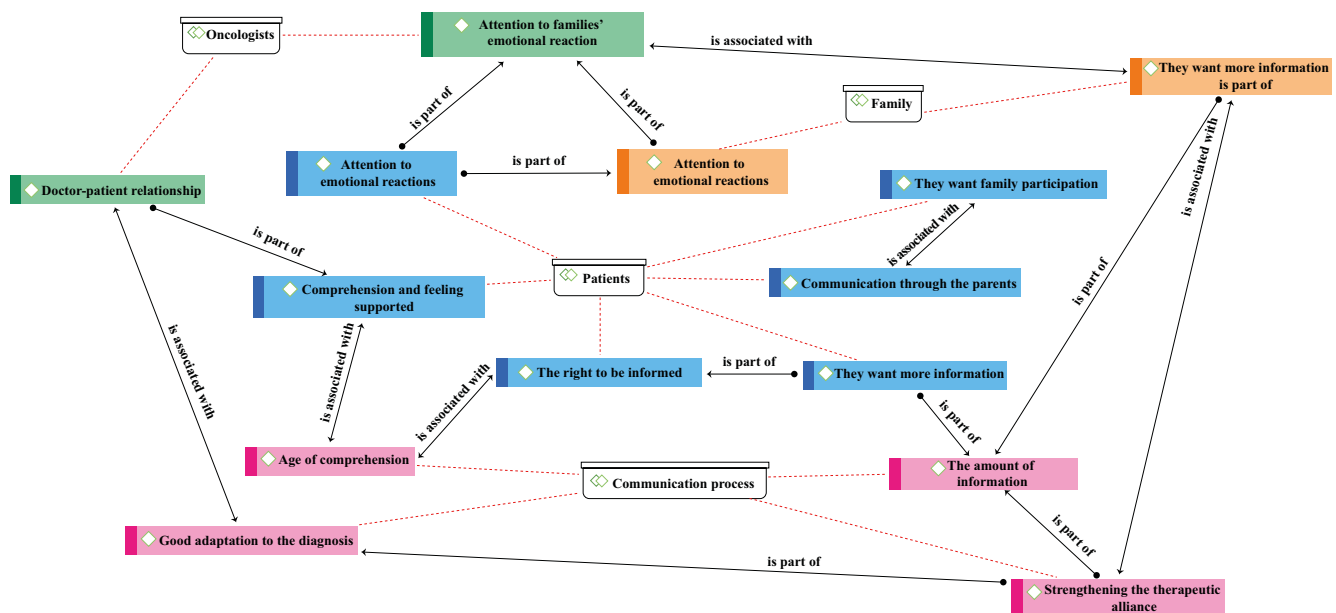 Oncologists
Attention to families’
emotional reaction
is associated with
They want more information
is part of
Family
is part of
is part of
Attention to
emotional reactions
is part of
Attention to
emotional reactions
is associated with
Doctor-patient relationship
They want family participation
is part of
is associated with
Patients
Communication through the parents
Comprehension and feeling
supported
is part of
is associated with
is associated with
The right to be informed
is part of
They want more information
is associated with
is part of
Age of comprehension
Communication process
The amount of
information
is part of
Good adaptation to the diagnosis
is part of
Strengthening the therapeutic
alliance